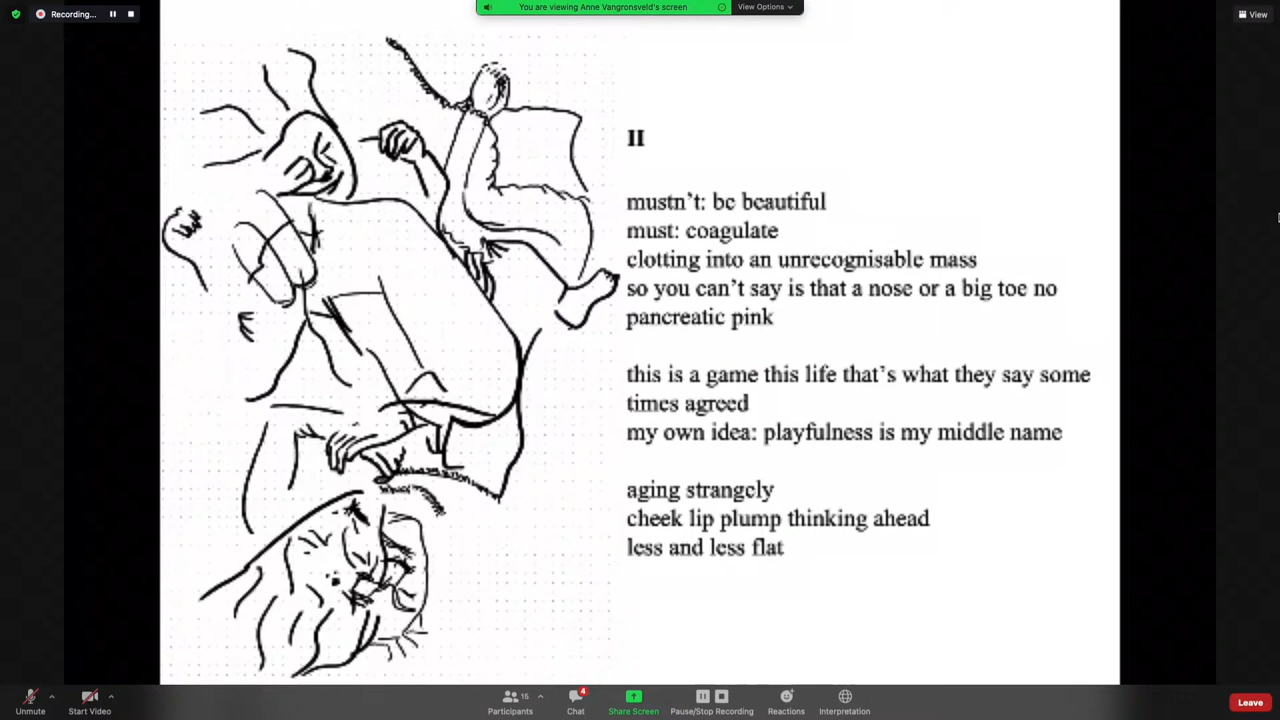 Recording...
You are viewing Anne Vangronsveld's screen
View Options
View
II
mustn't: be beautiful
must: coagulate
clotting into an unrecognisable mass
so you can't say is that a nose or a big toe no
pancreatic pink
this is a game this life that's what they say some
times agreed
my own idea: playfulness is my middle name
aging strangely
cheek lip plump thinking ahead
less and less flat
Unmute
Start Video
15
Participants
4
Chat
Share Screen
Pause/Stop Recording
Reactions
Interpretation
Leave